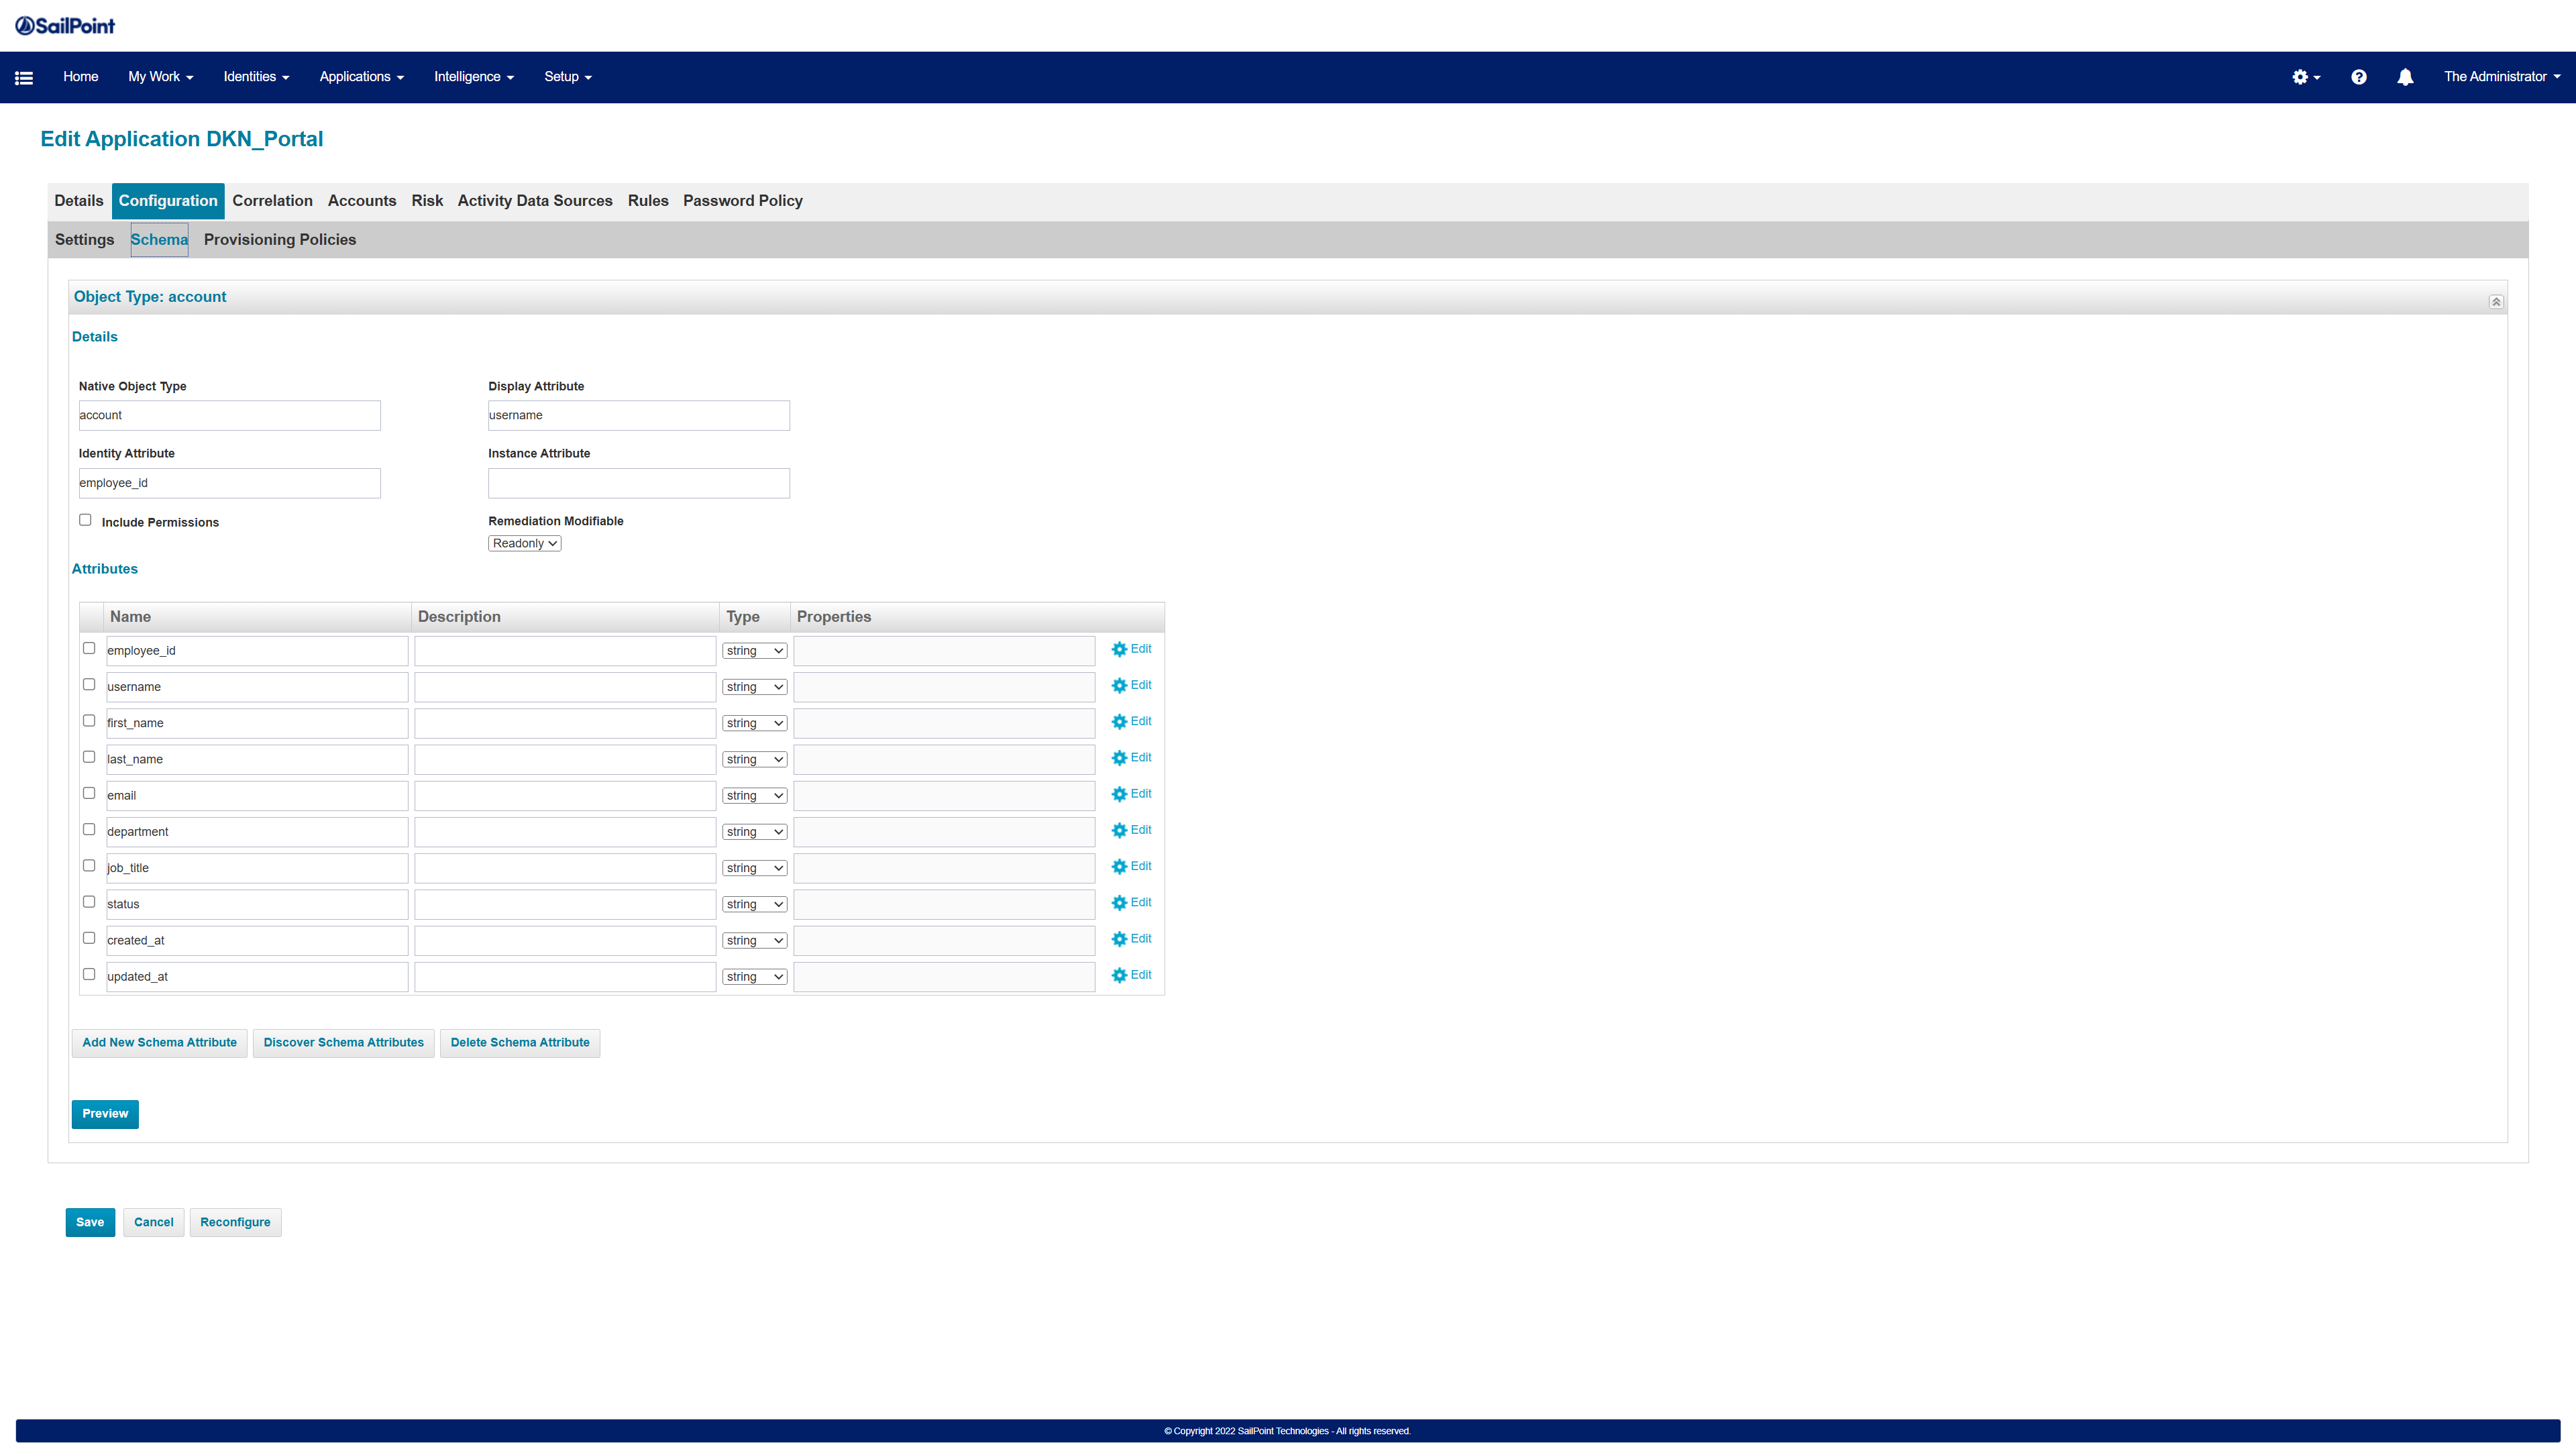 SailPoint
Home My Work Identities Applications Intelligence Setup The Administrator
Edit Application DKN_Portal
Details Configuration Correlation Accounts Risk Activity Data Sources Rules Password Policy
Settings Schema Provisioning Policies
Object Type: account
Details
Native Object Type Display Attribute
account username
Identity Attribute Instance Attribute
employee_id
Include Permissions Remediation Modifiable
Readonly
Attributes
Name Description Type Properties
employee_id string Edit
username string Edit
first_name string Edit
last_name string Edit
email string Edit
department string Edit
job_title string Edit
status string Edit
created_at string Edit
updated_at string Edit
Add New Schema Attribute Discover Schema Attributes Delete Schema Attribute
Preview
Save Cancel Reconfigure
© Copyright 2022 SailPoint Technologies - All rights reserved.